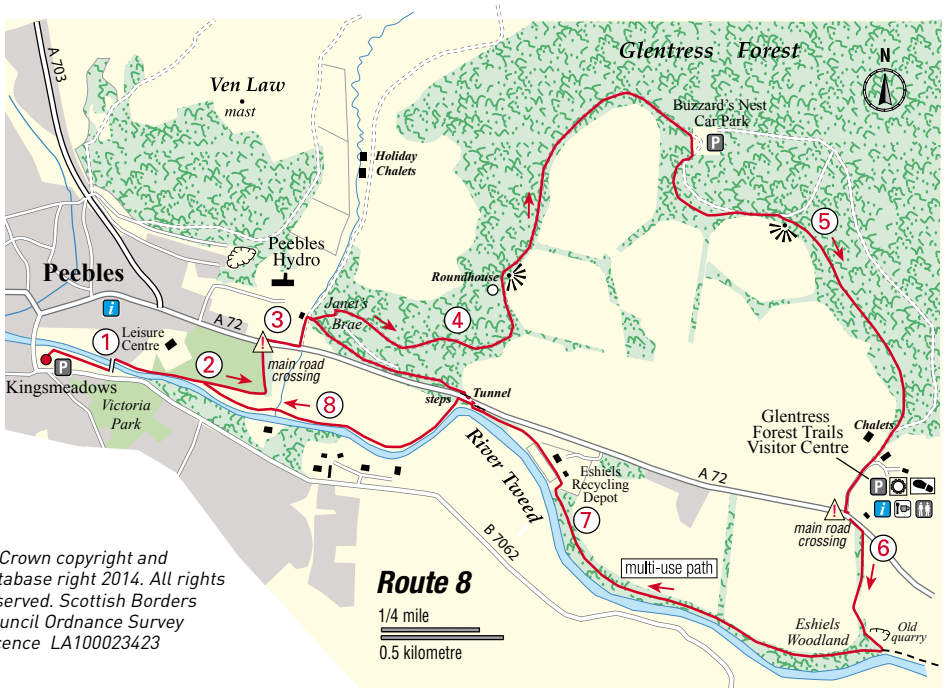 Glentress Forest
N
A 703
Ven Law
mast
Buzzard's Nest
Car Park
P
Holiday
Chalets
5
Peebles
Hydro
Peebles
Roundhouse
i
A 72
3
Janet's
Brae
4
1
Leisure
Centre
!
main road
crossing
2
P
Kingsmeadows
Victoria
Park
8
steps
Tunnel
River Tweed
Chalets
Glentress
Forest Trails
Visitor Centre
P
i
Eshiels
Recycling
Depot
A 72
!
main road
crossing
6
7
B 7062
multi-use path
Eshiels
Woodland
Old
quarry
Crown copyright and
tabase right 2014. All rights
served. Scottish Borders
uncil Ordnance Survey
cence LA100023423
Route 8
1/4 mile
0.5 kilometre